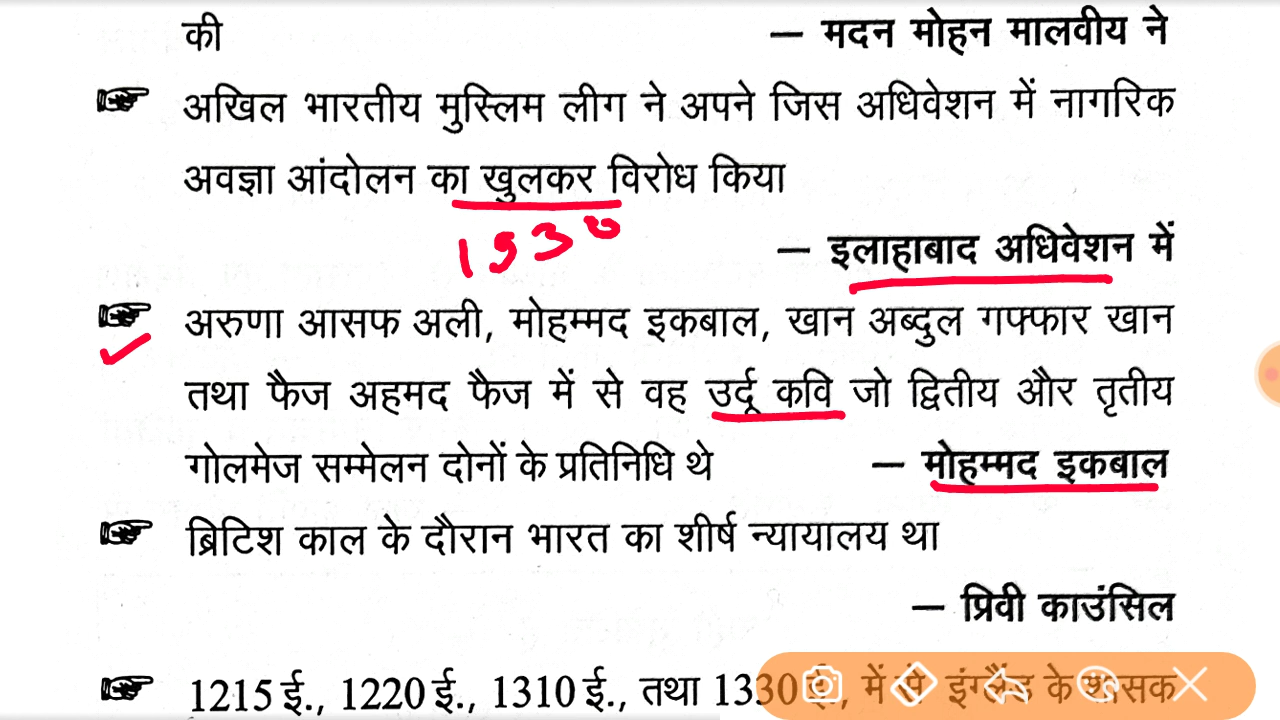 की — मदन मोहन मालवीय ने
अखिल भारतीय मुस्लिम लीग ने अपने जिस अधिवेशन में नागरिक
अवज्ञा आंदोलन का खुलकर विरोध किया
1930
— इलाहाबाद अधिवेशन में
अरुणा आसफ अली, मोहम्मद इकबाल, खान अब्दुल गफ्फार खान
तथा फैज अहमद फैज में से वह उर्दू कवि जो द्वितीय और तृतीय
गोलमेज सम्मेलन दोनों के प्रतिनिधि थे — मोहम्मद इकबाल
ब्रिटिश काल के दौरान भारत का शीर्ष न्यायालय था
— प्रिवी काउंसिल
1215 ई., 1220 ई., 1310 ई., तथा 1330 ई., में से इंग्लैंड के शासक